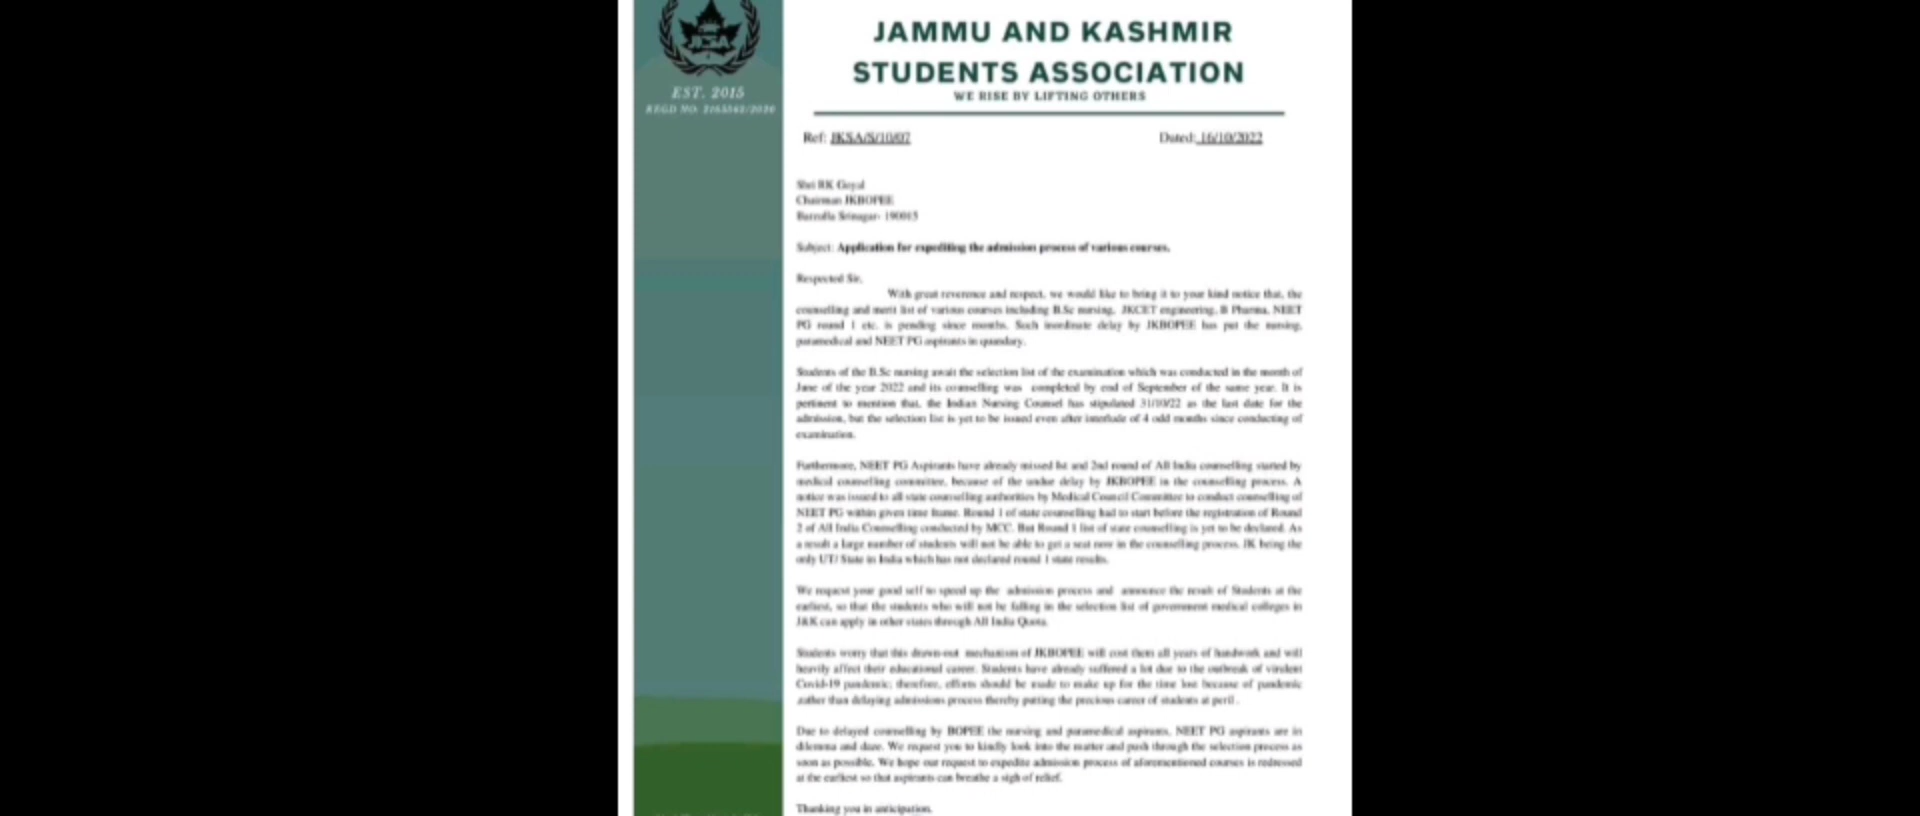 JKSA
EST. 2015
REGD NO:
JAMMU AND KASHMIR
STUDENTS ASSOCIATION
WE RISE BY LIFTING OTHERS
Ref: JKSA/S/10/07
Dated: 16/10/2022
Shri RK Goyal
Chairman JKBOPEE
Barzulla Srinagar- 190015
Subject: Application for expediting the admission process of various courses.
Respected Sir,
With great reverence and respect, we would like to bring it to your kind notice that, the
counselling and merit list of various courses including B.Sc nursing, JKCET engineering, B Pharma, NEET
PG round 1 etc. is pending since months. Such inordinate delay by JKBOPEE has put the nursing,
paramedical and NEET PG aspirants in quandary.
Students of the B.Sc nursing await the selection list of the examination which was conducted in the month of
June of the year 2022 and its counselling was completed by end of September of the same year. It is
pertinent to mention that, the Indian Nursing Counsel has stipulated 31/10/22 as the last date for the
admission, but the selection list is yet to be issued even after interlude of 4 odd months since conducting of
examination.
Furthermore, NEET PG Aspirants have already missed Ist and 2nd round of All India counselling started by
medical counselling committee, because of the undue delay by JKBOPEE in the counselling process. A
notice was issued to all state counselling authorities by Medical Council Committee to conduct counselling of
NEET PG within given time frame. Round 1 of state counselling had to start before the registration of Round
2 of All India Counselling conducted by MCC. But Round 1 list of state counselling is yet to be declared. As
a result a large number of students will not be able to get a seat now in the counselling process. JK being the
only UT/ State in India which has not declared round 1 state results.
We request your good self to speed up the admission process and announce the result of Students at the
earliest, so that the students who will not be falling in the selection list of government medical colleges in
J&K can apply in other states through All India Quota.
Students worry that this drawn-out mechanism of JKBOPEE will cost them all years of hardwork and will
heavily affect their educational career. Students have already suffered a lot due to the outbreak of virulent
Covid-19 pandemic; therefore, efforts should be made to make up for the time lost because of pandemic
rather than delaying admissions process thereby putting the precious career of students at peril .
Due to delayed counselling by BOPEE the nursing and paramedical aspirants, NEET PG aspirants are in
dilemma and daze. We request you to kindly look into the matter and push through the selection process as
soon as possible. We hope our request to expedite admission process of aforementioned courses is redressed
at the earliest so that aspirants can breathe a sigh of relief.
Thanking you in anticipation.